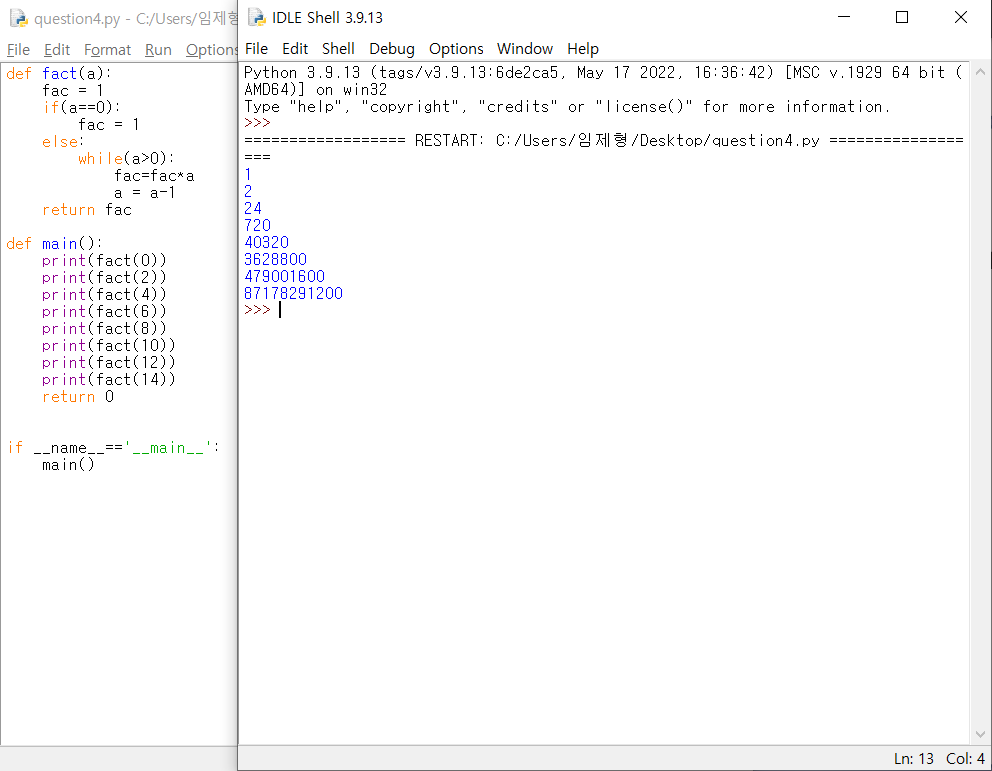 question4.py - C:/Users/임제형
File Edit Format Run Options
def fact(a):
    fac = 1
    if(a==0):
        fac = 1
    else:
        while(a>0):
            fac=fac*a
            a = a-1
    return fac

def main():
    print(fact(0))
    print(fact(2))
    print(fact(4))
    print(fact(6))
    print(fact(8))
    print(fact(10))
    print(fact(12))
    print(fact(14))
    return 0

if __name__=='__main__':
    main()
IDLE Shell 3.9.13
File Edit Shell Debug Options Window Help
Python 3.9.13 (tags/v3.9.13:6de2ca5, May 17 2022, 16:36:42) [MSC v.1929 64 bit (
AMD64)] on win32
Type "help", "copyright", "credits" or "license()" for more information.
>>>
================== RESTART: C:/Users/임제형/Desktop/question4.py ===============
===
1
2
24
720
40320
3628800
479001600
87178291200
>>>
Ln: 13 Col: 4